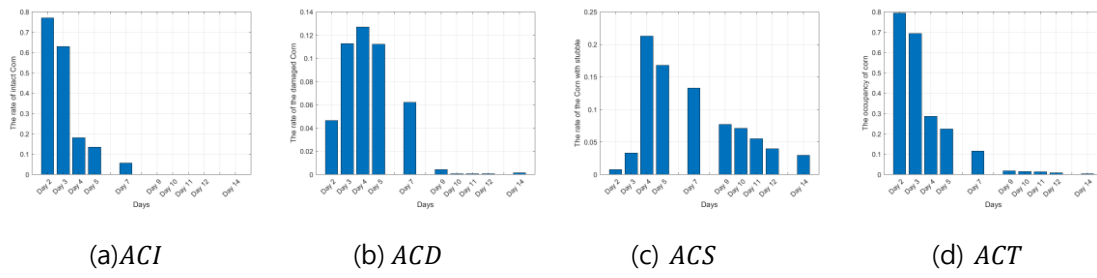 The rate of intact Corn
0.8
0.7
0.6
0.5
0.4
0.3
0.2
0.1
0
Day 2
Day 3
Day 4
Day 5
Day 7
Day 9
Day 10
Day 11
Day 12
Day 14
Days
(a)ACI
The rate of the damaged Corn
0.14
0.12
0.1
0.08
0.06
0.04
0.02
0
Day 2
Day 3
Day 4
Day 5
Day 7
Day 9
Day 10
Day 11
Day 12
Day 14
Days
(b) ACD
The rate of the Corn with stubble
0.25
0.2
0.15
0.1
0.05
0
Day 2
Day 3
Day 4
Day 5
Day 7
Day 9
Day 10
Day 11
Day 12
Day 14
Days
(c) ACS
The occupancy of corn
0.8
0.7
0.6
0.5
0.4
0.3
0.2
0.1
0
Day 2
Day 3
Day 4
Day 5
Day 7
Day 9
Day 10
Day 11
Day 12
Day 14
Days
(d) ACT